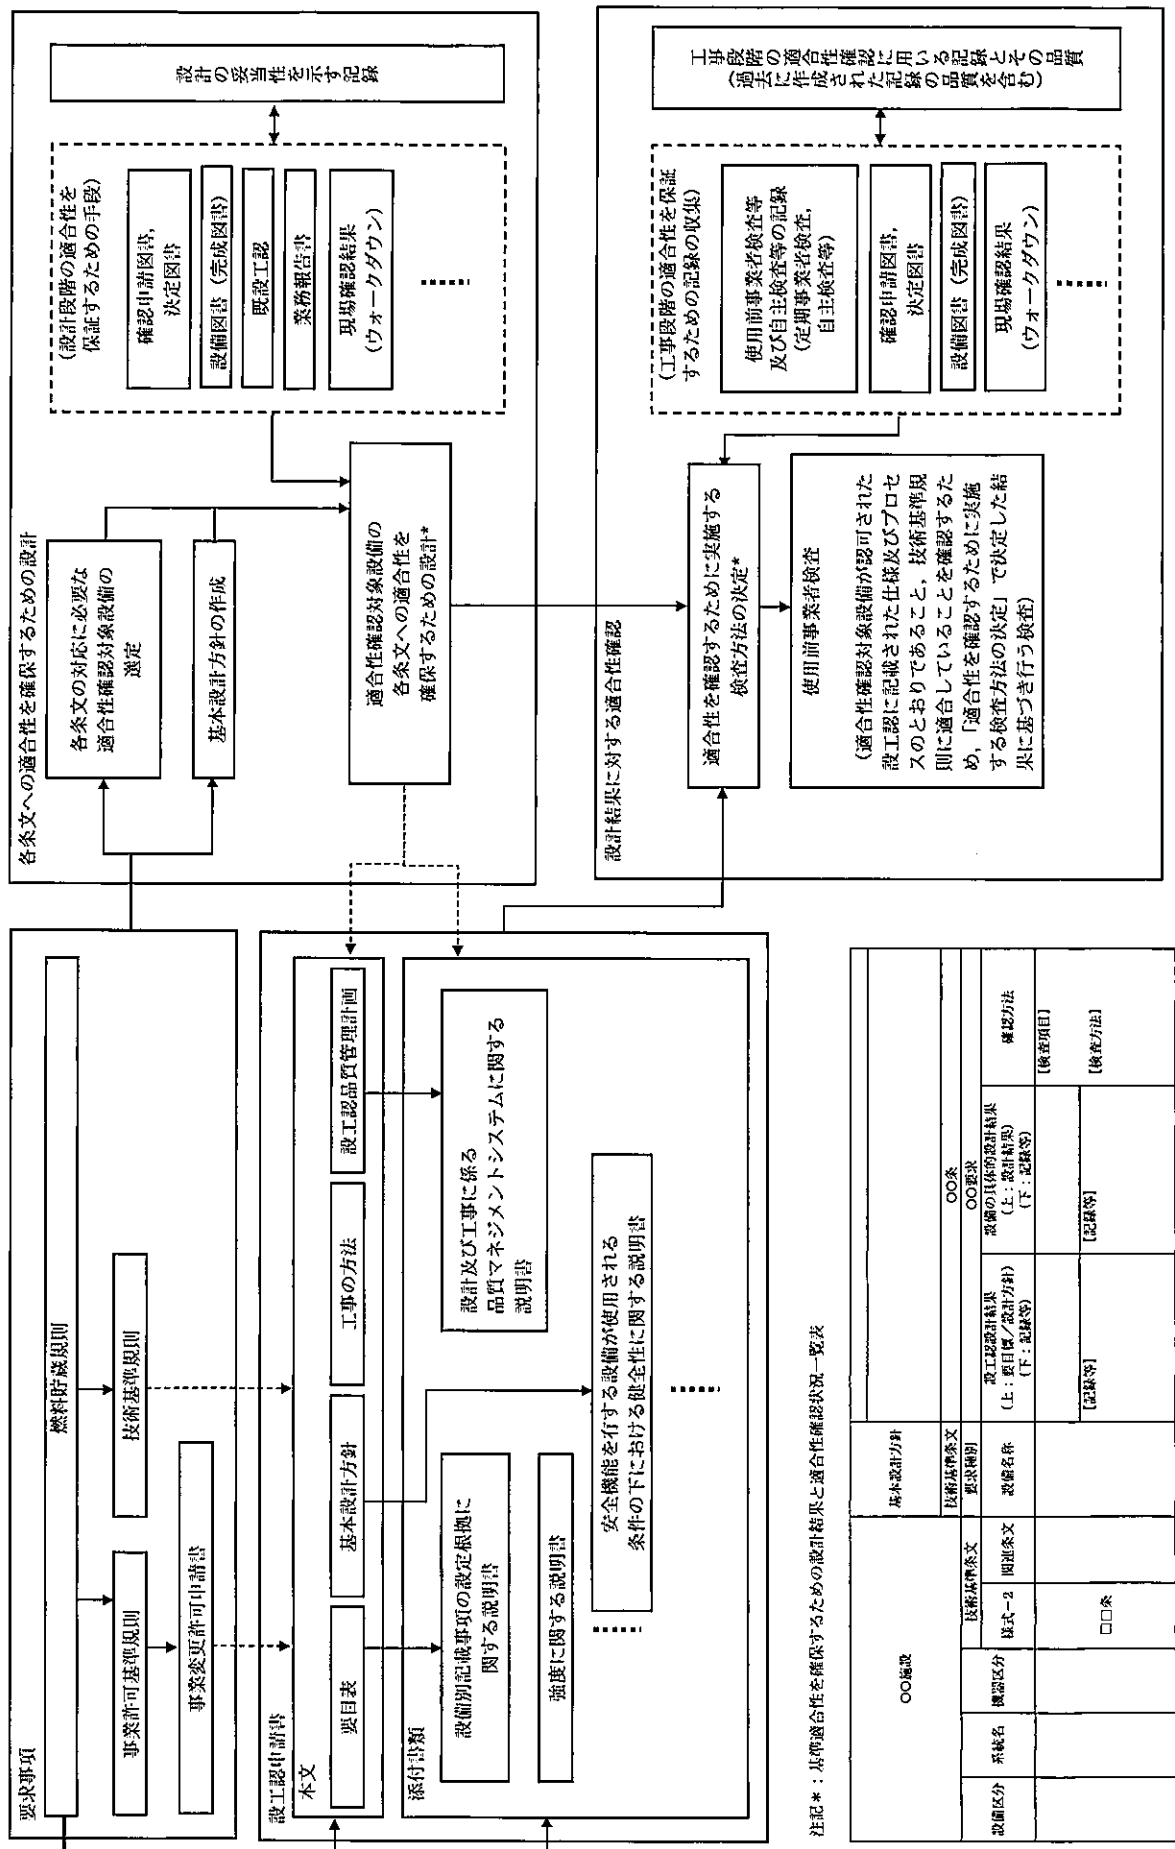 要求事項
燃料貯蔵規則
事業許可基準規則
技術基準規則
事業変更許可申請書
設工認申請書
本文
要目表
基本設計方針
工事の方法
設工認品質管理計画
添付書類
設備別記載事項の設定根拠に
関する説明書
強度に関する説明書
設計及び工事に係る
品質マネジメントシステムに関する
説明書
安全機能を有する設備が使用される
条件の下における健全性に関する説明書
各条文への適合性を確保するための設計
各条文の対応に必要な
適合性確認対象設備の
選定
基本設計方針の作成
適合性確認対象設備の
各条文への適合性を
確保するための設計*
(設計段階の適合性を
保証するための手段)
確認申請図書,
決定図書
設備図書(完成図書)
既設工認
業務報告書
現場確認結果
(ウォークダウン)
設計の妥当性を示す記録
設計結果に対する適合性確認
適合性を確認するために実施する
検査方法の決定*
使用前事業者検査
(適合性確認対象設備が認可された
設工認に記載された仕様及びプロセ
スのとおりであること,技術基準規
則に適合していることを確認するた
め,「適合性を確認するために実施
する検査方法の決定」で決定した結
果に基づき行う検査)
(工事段階の適合性を保証
するための記録の収集)
使用前事業者検査等
及び自主検査等の記録
(定期事業者検査,
自主検査等)
確認申請図書,
決定図書
設備図書(完成図書)
現場確認結果
(ウォークダウン)
工事段階の適合性確認に用いる記録とその品質
(過去に作成された記録の品質を含む)
注記*:基準適合性を確保するための設計結果と適合性確認状況一覧表
○○施設
基本設計方針
技術基準条文
○○条
要求種別
○○要求
設備区分
系統名
機器区分
技術基準条文
様式-2
関連条文
設備名称
設工認設計結果
(上:要目表/設計方針)
(下:記録等)
設備の具体的設計結果
(上:設計結果)
(下:記録等)
確認方法
□□条
[記録等]
[記録等]
[検査項目]
[検査方法]